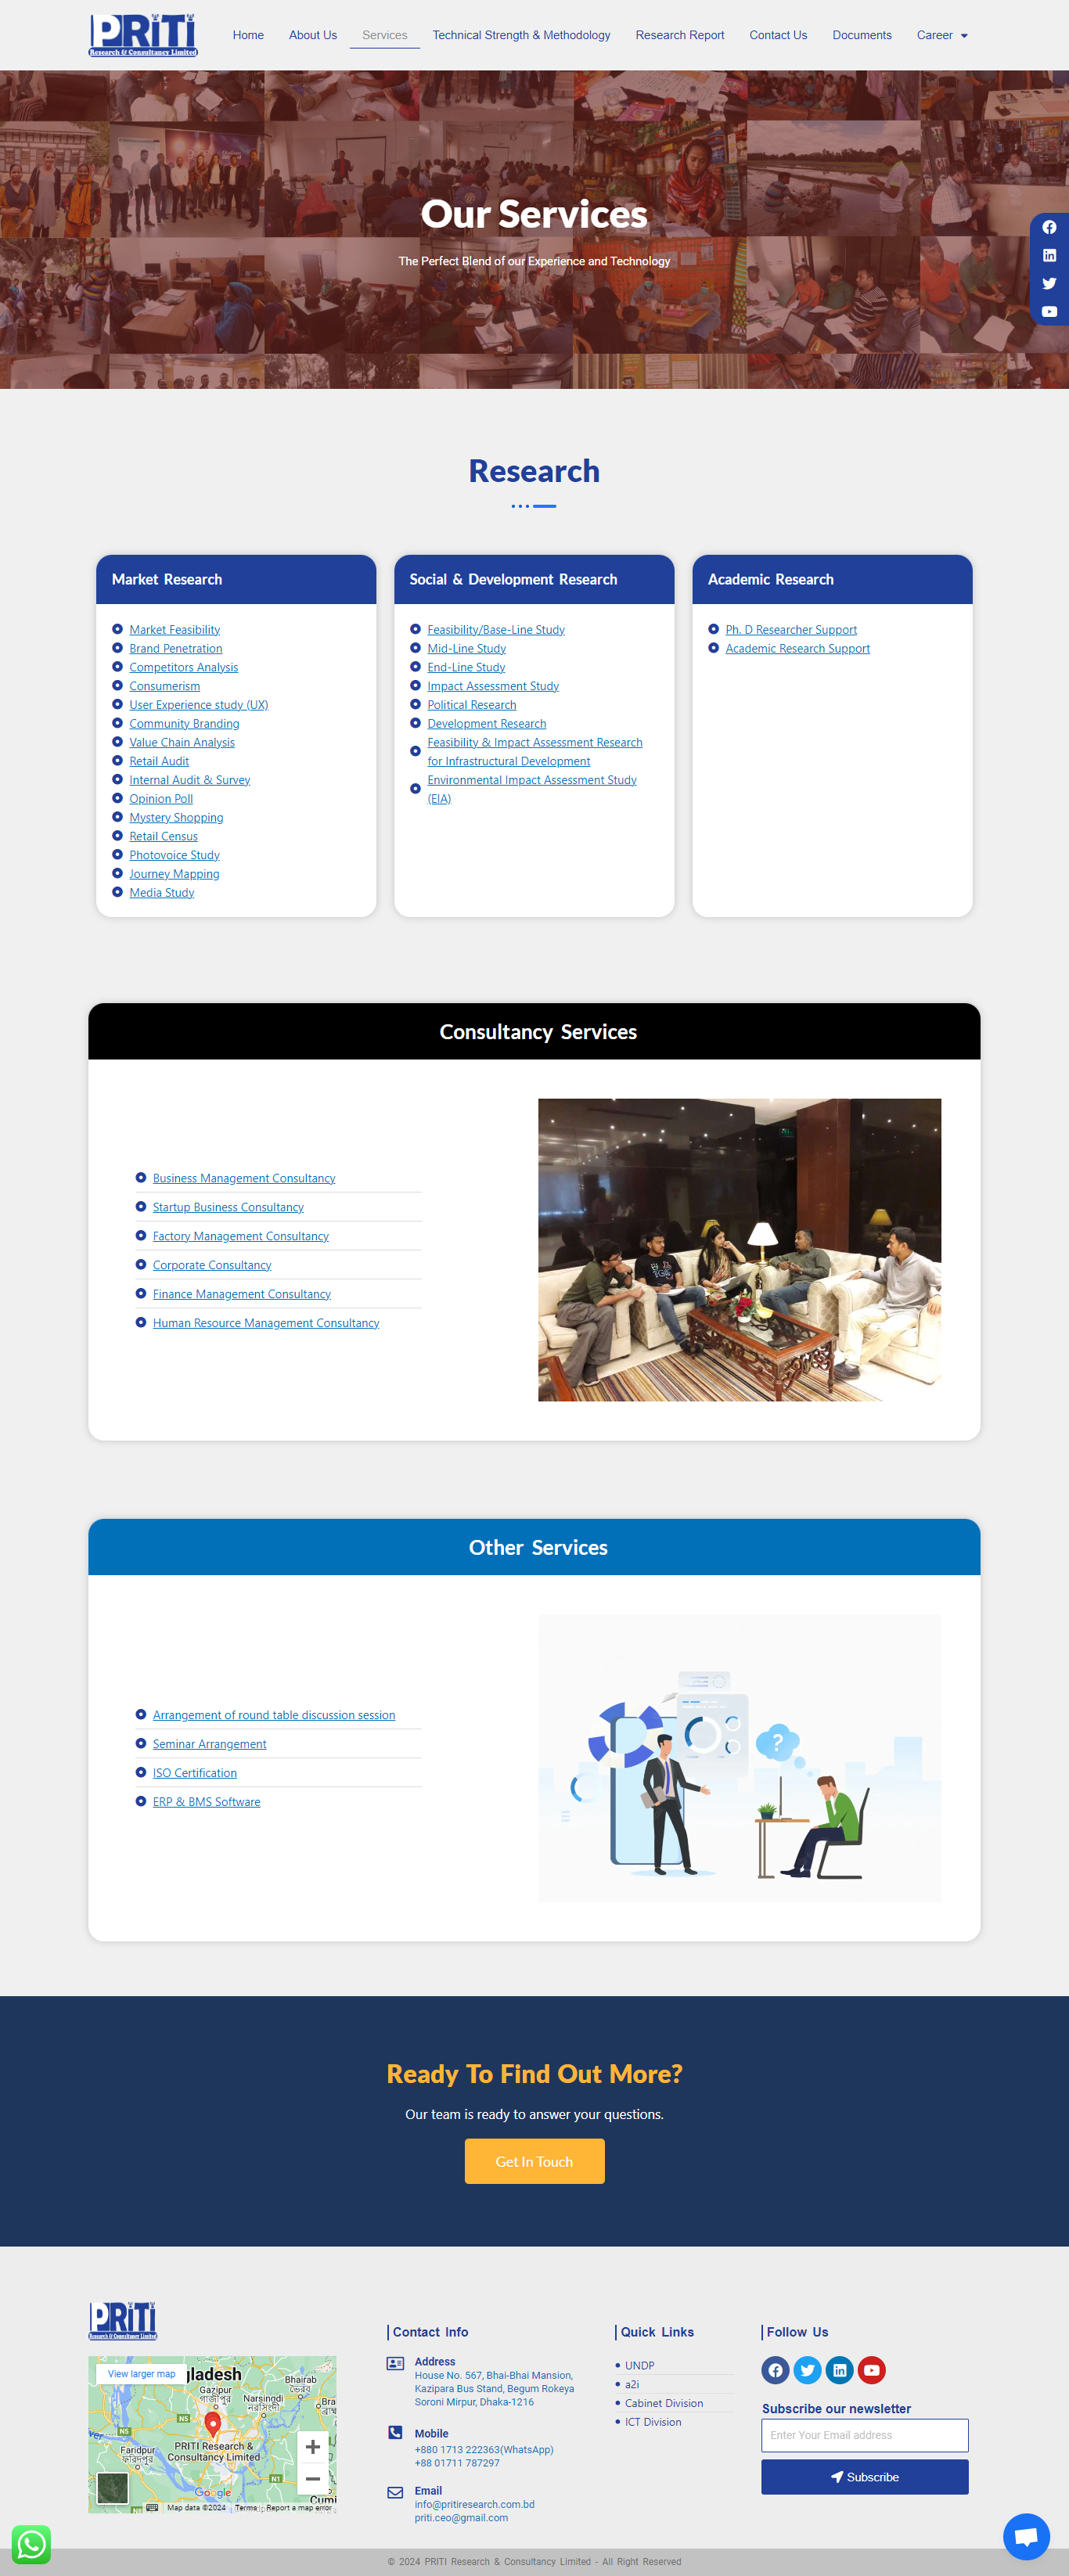 PRiTi
Research & Consultancy Limited
Home
About Us
Services
Technical Strength & Methodology
Research Report
Contact Us
Documents
Career
Our Services
The Perfect Blend of our Experience and Technology
Research
Market Research
Market Feasibility
Brand Penetration
Competitors Analysis
Consumerism
User Experience study (UX)
Community Branding
Value Chain Analysis
Retail Audit
Internal Audit & Survey
Opinion Poll
Mystery Shopping
Retail Census
Photovoice Study
Journey Mapping
Media Study
Social & Development Research
Feasibility/Base-Line Study
Mid-Line Study
End-Line Study
Impact Assessment Study
Political Research
Development Research
Feasibility & Impact Assessment Research
for Infrastructural Development
Environmental Impact Assessment Study
(EIA)
Academic Research
Ph. D Researcher Support
Academic Research Support
Consultancy Services
Business Management Consultancy
Startup Business Consultancy
Factory Management Consultancy
Corporate Consultancy
Finance Management Consultancy
Human Resource Management Consultancy
Other Services
Arrangement of round table discussion session
Seminar Arrangement
ISO Certification
ERP & BMS Software
?
Ready To Find Out More?
Our team is ready to answer your questions.
Get In Touch
PRiTi
Research & Consultancy Limited
View larger map
gladesh
Gazipur
গাজীপুর
Bhairab
ভৈরব
Narsingdi
নরসিংদী
Bra
N5
N2
N5
Faridpur
ফরিদপুর
PRITI Research &
Consultancy Limited
N1
Google
Cumi
Map data ©2024
Terms
Report a map error
Contact Info
Address
House No. 567, Bhai-Bhai Mansion,
Kazipara Bus Stand, Begum Rokeya
Soroni Mirpur, Dhaka-1216
Mobile
+880 1713 222363(WhatsApp)
+88 01711 787297
Email
info@pritiresearch.com.bd
priti.ceo@gmail.com
Quick Links
UNDP
a2i
Cabinet Division
ICT Division
Follow Us
Subscribe our newsletter
Enter Your Email address
Subscribe
© 2024 PRITI Research & Consultancy Limited - All Right Reserved